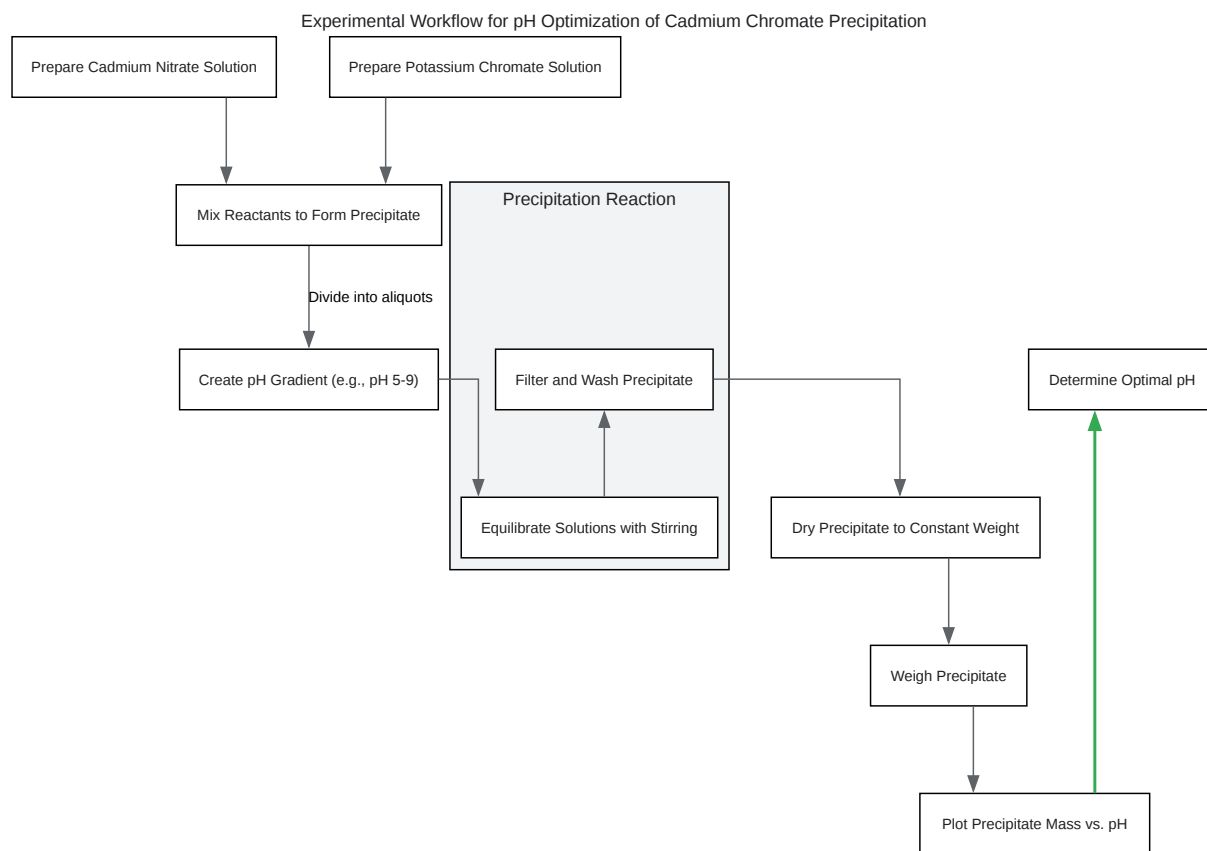 Experimental Workflow for pH Optimization of Cadmium Chromate Precipitation
Prepare Cadmium Nitrate Solution
Prepare Potassium Chromate Solution
Mix Reactants to Form Precipitate
Precipitation Reaction
Divide into aliquots
Create pH Gradient (e.g., pH 5-9)
Filter and Wash Precipitate
Determine Optimal pH
Equilibrate Solutions with Stirring
Dry Precipitate to Constant Weight
Weigh Precipitate
Plot Precipitate Mass vs. pH